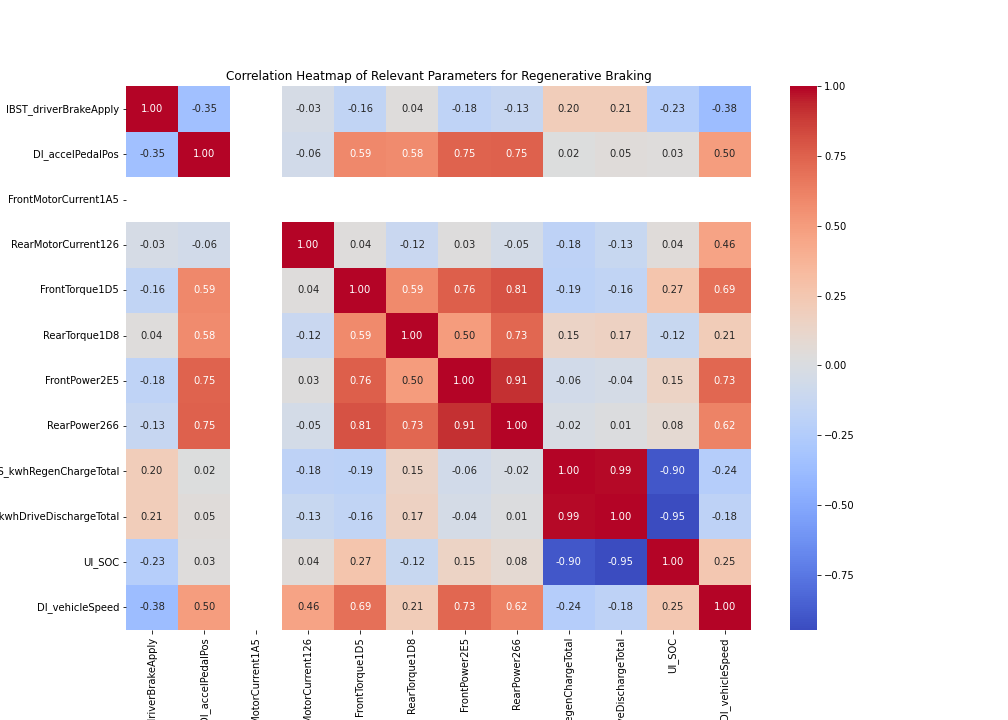 Correlation Heatmap of Relevant Parameters for Regenerative Braking
IBST_driverBrakeApply 1.00 -0.35 -0.03 -0.16 0.04 -0.18 -0.13 0.20 0.21 -0.23 -0.38
DI_accelPedalPos -0.35 1.00 -0.06 0.59 0.58 0.75 0.75 0.02 0.05 0.03 0.50
FrontMotorCurrent1A5
RearMotorCurrent126 -0.03 -0.06 1.00 0.04 -0.12 0.03 -0.05 -0.18 -0.13 0.04 0.46
FrontTorque1D5 -0.16 0.59 0.04 1.00 0.59 0.76 0.81 -0.19 -0.16 0.27 0.69
RearTorque1D8 0.04 0.58 -0.12 0.59 1.00 0.50 0.73 0.15 0.17 -0.12 0.21
FrontPower2E5 -0.18 0.75 0.03 0.76 0.50 1.00 0.91 -0.06 -0.04 0.15 0.73
RearPower266 -0.13 0.75 -0.05 0.81 0.73 0.91 1.00 -0.02 0.01 0.08 0.62
S_kwhRegenChargeTotal 0.20 0.02 -0.18 -0.19 0.15 -0.06 -0.02 1.00 0.99 -0.90 -0.24
kwhDriveDischargeTotal 0.21 0.05 -0.13 -0.16 0.17 -0.04 0.01 0.99 1.00 -0.95 -0.18
UI_SOC -0.23 0.03 0.04 0.27 -0.12 0.15 0.08 -0.90 -0.95 1.00 0.25
DI_vehicleSpeed -0.38 0.50 0.46 0.69 0.21 0.73 0.62 -0.24 -0.18 0.25 1.00
driverBrakeApply
DI_accelPedalPos
MotorCurrent1A5
MotorCurrent126
FrontTorque1D5
RearTorque1D8
FrontPower2E5
RearPower266
egenChargeTotal
veDischargeTotal
UI_SOC
DI_vehicleSpeed
1.00
0.75
0.50
0.25
0.00
-0.25
-0.50
-0.75